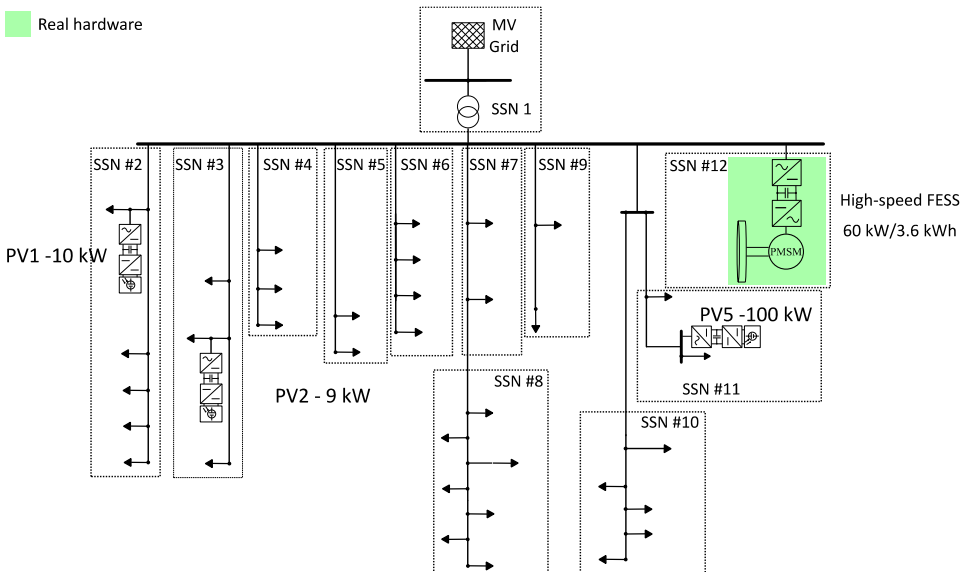 Real hardware
MV
Grid
SSN 1
SSN #2
SSN #3
SSN #4
SSN #5
SSN #6
SSN #7
SSN #9
SSN #12
High-speed FESS
60 kW/3.6 kWh
PMSM
PV1 -10 kW
PV5 -100 kW
PV2 - 9 kW
SSN #8
SSN #11
SSN #10